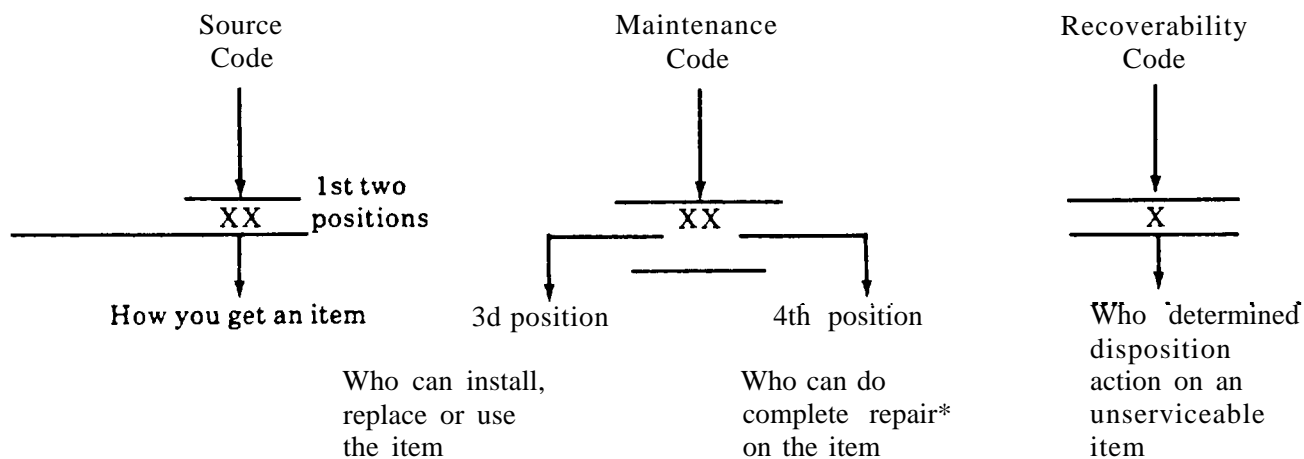 Source
Code
Maintenance
Code
Recoverability
Code
1st two
positions
XX
XX
X
How you get an item
3d position
4th position
Who can install,
replace or use
the item
Who can do
complete repair*
on the item
Who determined
disposition
action on an
unserviceable
item